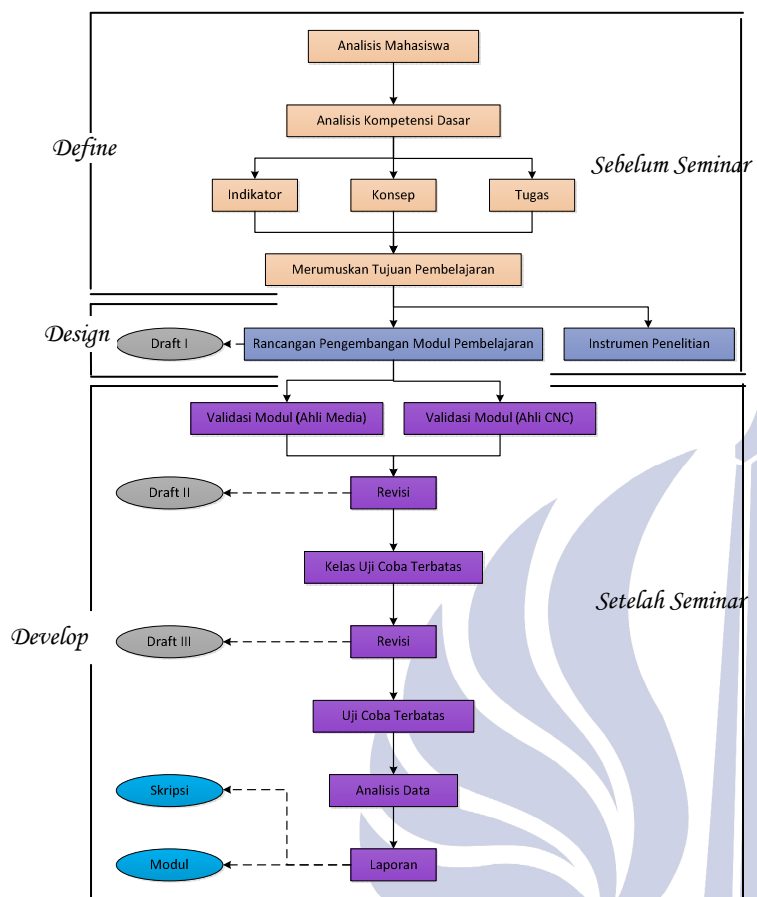 Analisis Mahasiswa
Analisis Kompetensi Dasar
Define
Sebelum Seminar
Indikator
Konsep
Tugas
Merumuskan Tujuan Pembelajaran
Design
Draft I
Rancangan Pengembangan Modul Pembelajaran
Instrumen Penelitian
Validasi Modul (Ahli Media)
Validasi Modul (Ahli CNC)
Draft II
Revisi
Kelas Uji Coba Terbatas
Setelah Seminar
Develop
Draft III
Revisi
Uji Coba Terbatas
Skripsi
Analisis Data
Modul
Laporan